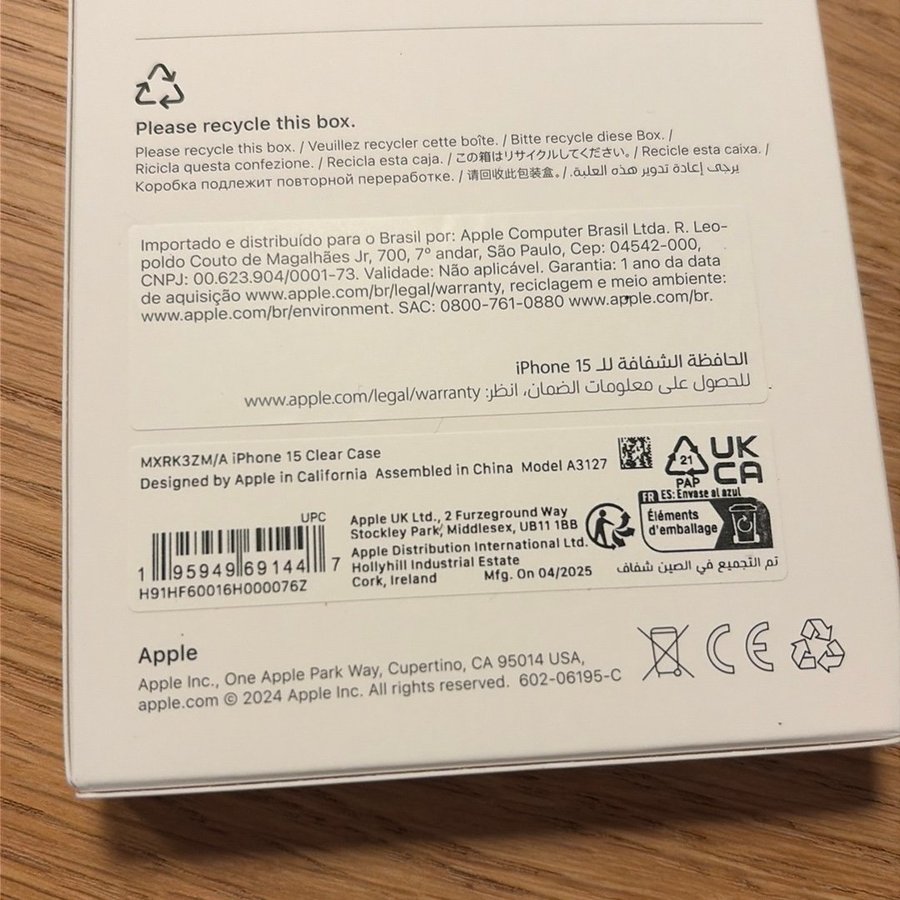 Please recycle this box.
Please recycle this box. / Veuillez recycler cette boîte. / Bitte recycle diese Box. /
Ricicla questa confezione. / Recicla esta caja. / この箱はリサイクルしてください。/ Recicle esta caixa. /
Коробка подлежит повторной переработке. / 请回收此包装盒。/ يرجى إعادة تدوير هذه العلبة.
Importado e distribuído para o Brasil por: Apple Computer Brasil Ltda. R. Leo-
poldo Couto de Magalhães Jr, 700, 7º andar, São Paulo, Cep: 04542-000,
CNPJ: 00.623.904/0001-73. Validade: Não aplicável. Garantia: 1 ano da data
de aquisição www.apple.com/br/legal/warranty, reciclagem e meio ambiente:
www.apple.com/br/environment. SAC: 0800-761-0880 www.apple.com/br.
الحافظة الشفافة للـ iPhone 15
للحصول على معلومات الضمان، انظر: www.apple.com/legal/warranty
MXRK3ZM/A iPhone 15 Clear Case
Designed by Apple in California Assembled in China Model A3127
21
PAP
UK
CA
FR ES: Envase al azul
Éléments
d'emballage
UPC
1 95949 69144 7
H91HF60016H000076Z
Apple UK Ltd., 2 Furzeground Way
Stockley Park, Middlesex, UB11 1BB
Apple Distribution International Ltd.
Hollyhill Industrial Estate
Cork, Ireland Mfg. On 04/2025
تم التجميع في الصين شفاف
Apple
Apple Inc., One Apple Park Way, Cupertino, CA 95014 USA,
apple.com © 2024 Apple Inc. All rights reserved. 602-06195-C
CE